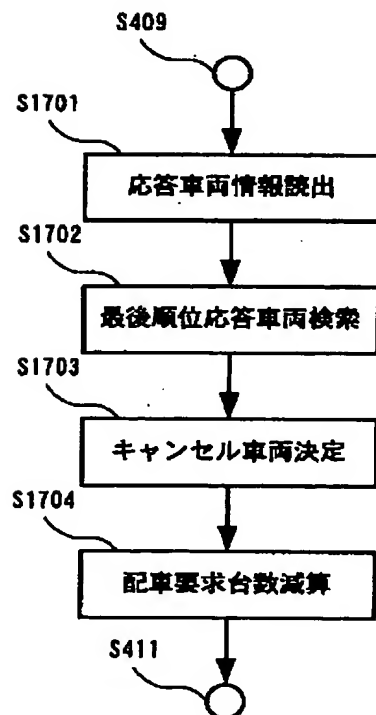 S409
S1701
応答車両情報読出
S1702
最後順位応答車両検索
S1703
キャンセル車両決定
S1704
配車要求台数減算
S411